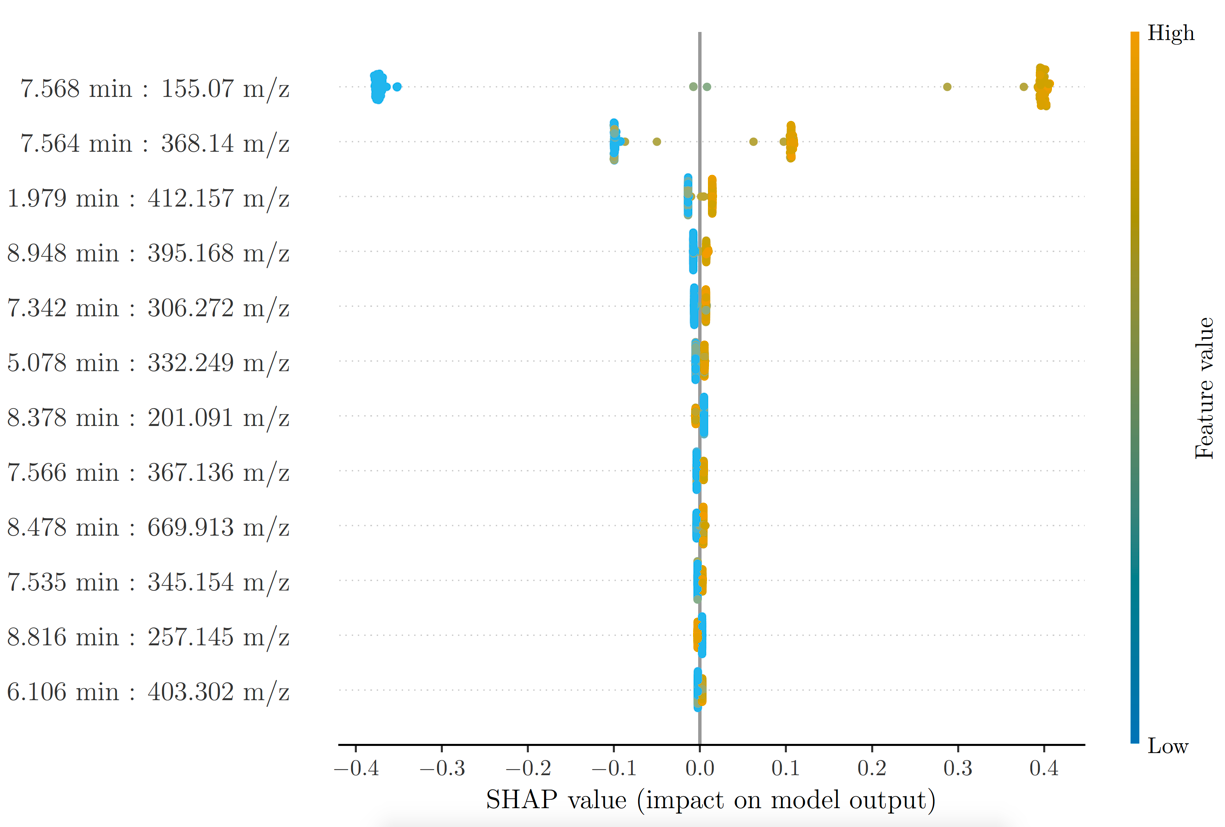 High
7.568 min : 155.07 m/z
7.564 min : 368.14 m/z
1.979 min : 412.157 m/z
8.948 min : 395.168 m/z
7.342 min : 306.272 m/z
5.078 min : 332.249 m/z
8.378 min : 201.091 m/z
7.566 min : 367.136 m/z
8.478 min : 669.913 m/z
7.535 min : 345.154 m/z
8.816 min : 257.145 m/z
6.106 min : 403.302 m/z
Feature value
Low
−0.4 −0.3 −0.2 −0.1 0.0 0.1 0.2 0.3 0.4
SHAP value (impact on model output)